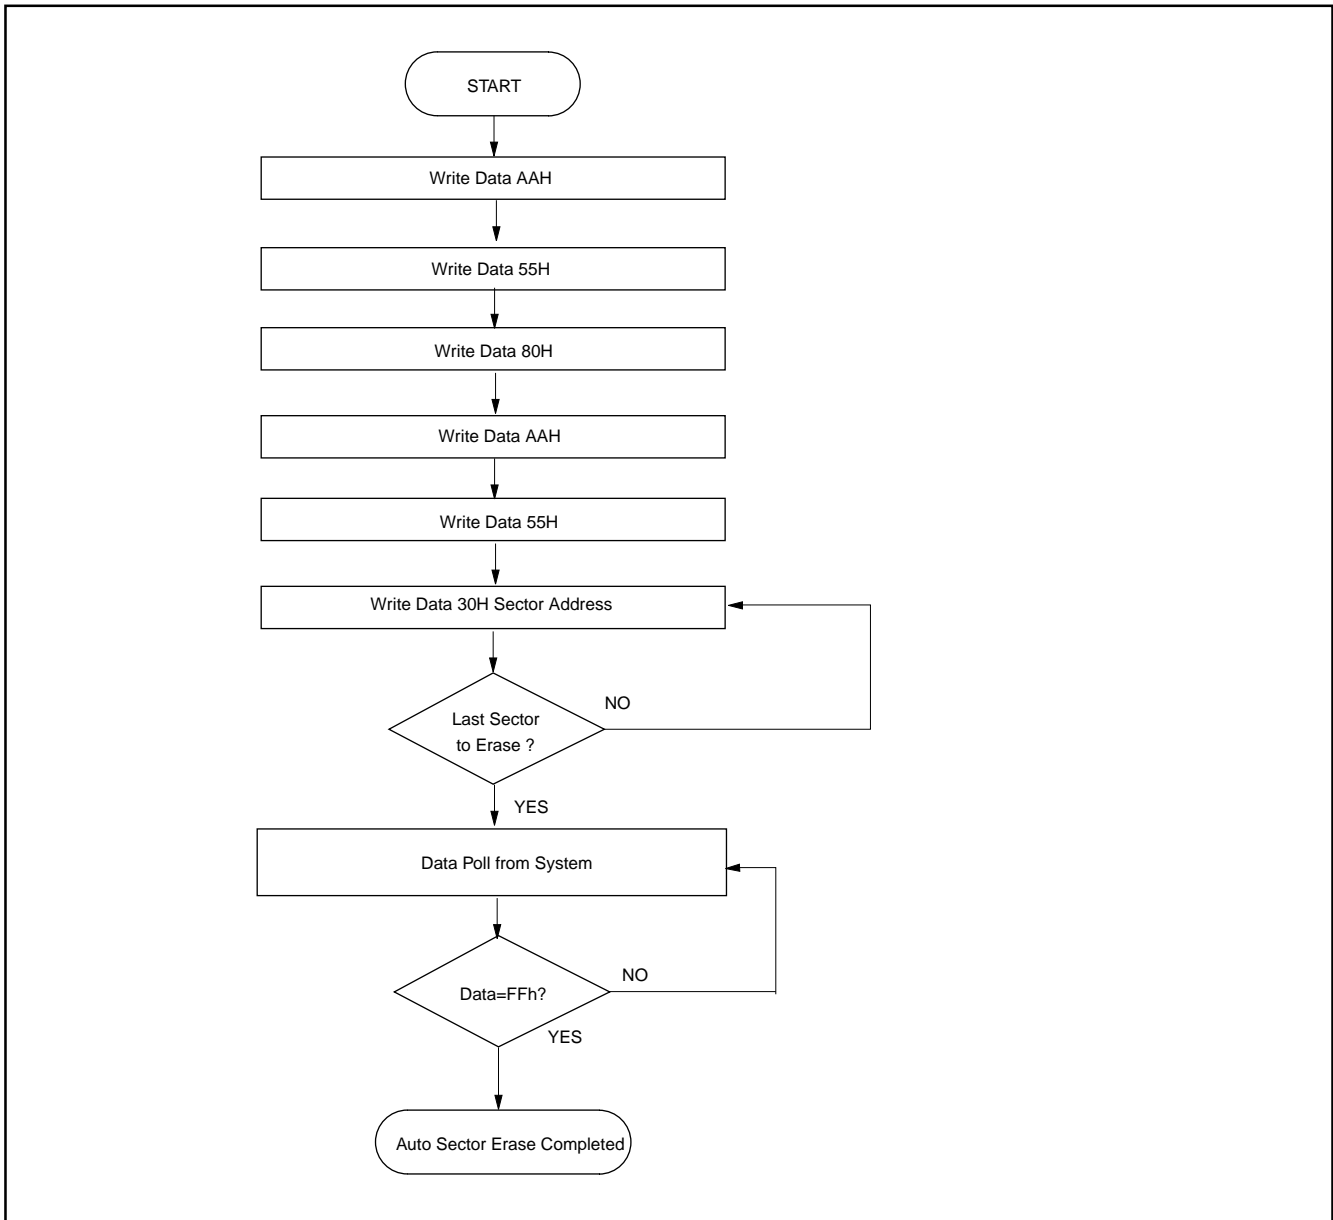 START
Write Data AAH
Write Data 55H
Write Data 80H
Write Data AAH
Write Data 55H
Write Data 30H Sector Address
NO
Last Sector
to Erase ?
YES
Data Poll from System
NO
Data=FFh?
YES
Auto Sector Erase Completed